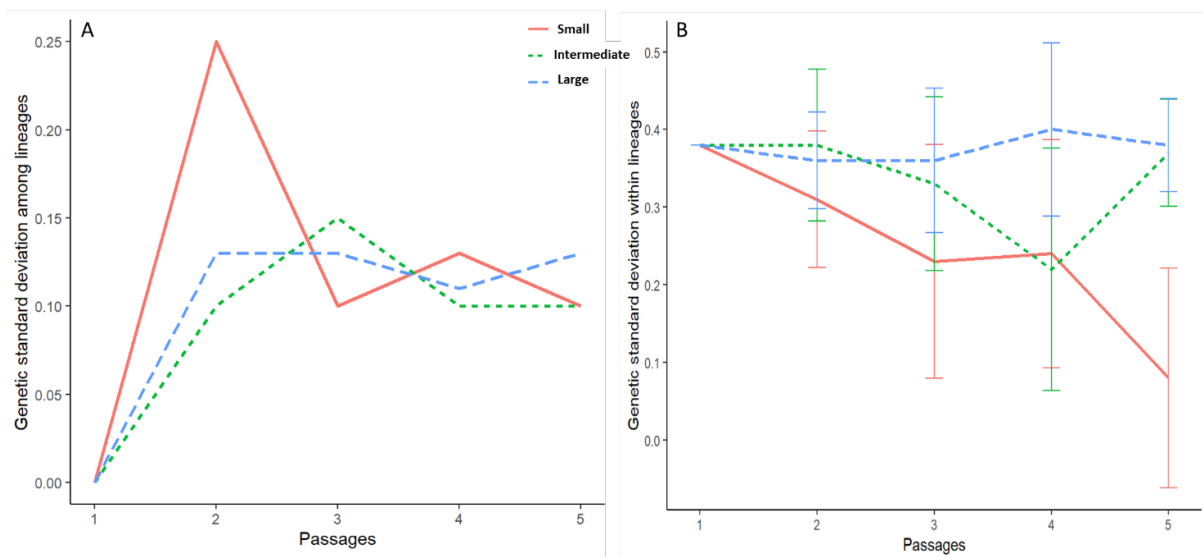 A
Small
Intermediate
Large
Genetic standard deviation among lineages
0.25
0.20
0.15
0.10
0.05
0.00
1 2 3 4 5
Passages
B
Genetic standard deviation within lineages
0.5
0.4
0.3
0.2
0.1
0.0
1 2 3 4 5
Passages